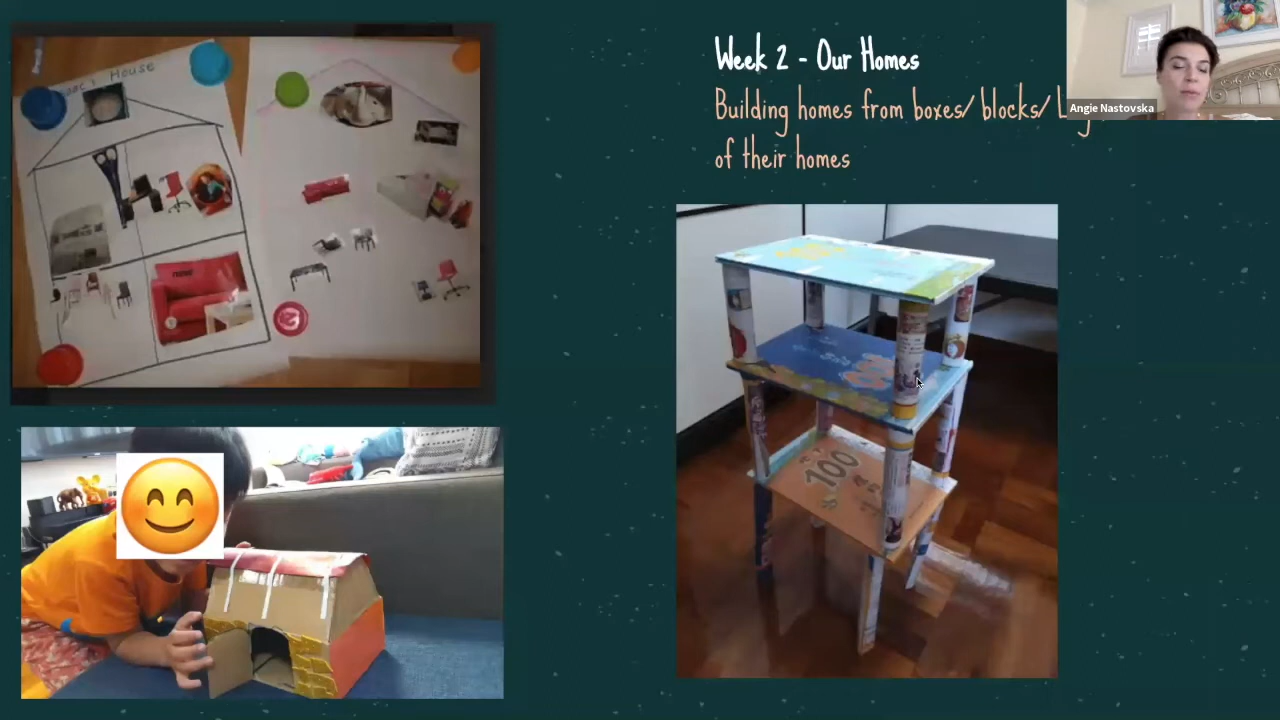 House
Week 2 - Our Homes
Building homes from boxes/ blocks/
of their homes
Angie Nastovska
100